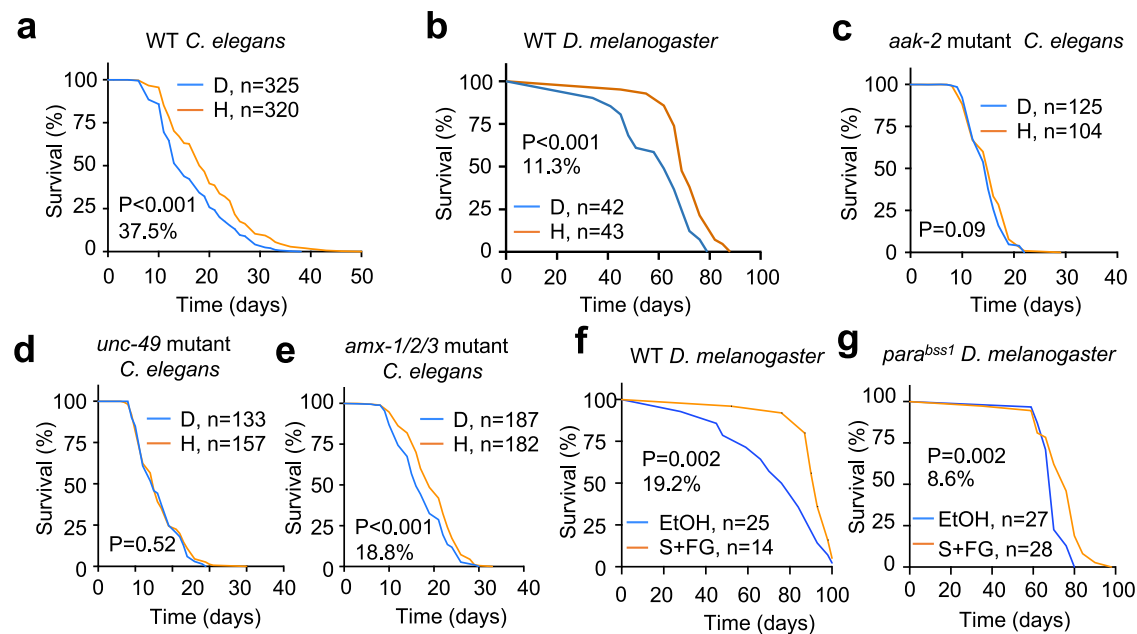 a
WT C. elegans
Survival (%)
100
75
50
25
0
D, n=325
H, n=320
P<0.001
37.5%
0 10 20 30 40 50
Time (days)
b
WT D. melanogaster
Survival (%)
100
75
50
25
0
P<0.001
11.3%
D, n=42
H, n=43
0 20 40 60 80 100
Time (days)
c
aak-2 mutant C. elegans
Survival (%)
100
75
50
25
0
D, n=125
H, n=104
P=0.09
0 10 20 30 40
Time (days)
d
unc-49 mutant
C. elegans
Survival (%)
100
75
50
25
0
D, n=133
H, n=157
P=0.52
0 10 20 30 40
Time (days)
e
amx-1/2/3 mutant
C. elegans
Survival (%)
100
75
50
25
0
D, n=187
H, n=182
P<0.001
18.8%
0 10 20 30 40
Time (days)
f
WT D. melanogaster
Survival (%)
100
75
50
25
0
P=0.002
19.2%
EtOH, n=25
S+FG, n=14
0 20 40 60 80 100
Time (days)
g
para^bss1 D. melanogaster
Survival (%)
100
75
50
25
0
P=0.002
8.6%
EtOH, n=27
S+FG, n=28
0 20 40 60 80 100
Time (days)